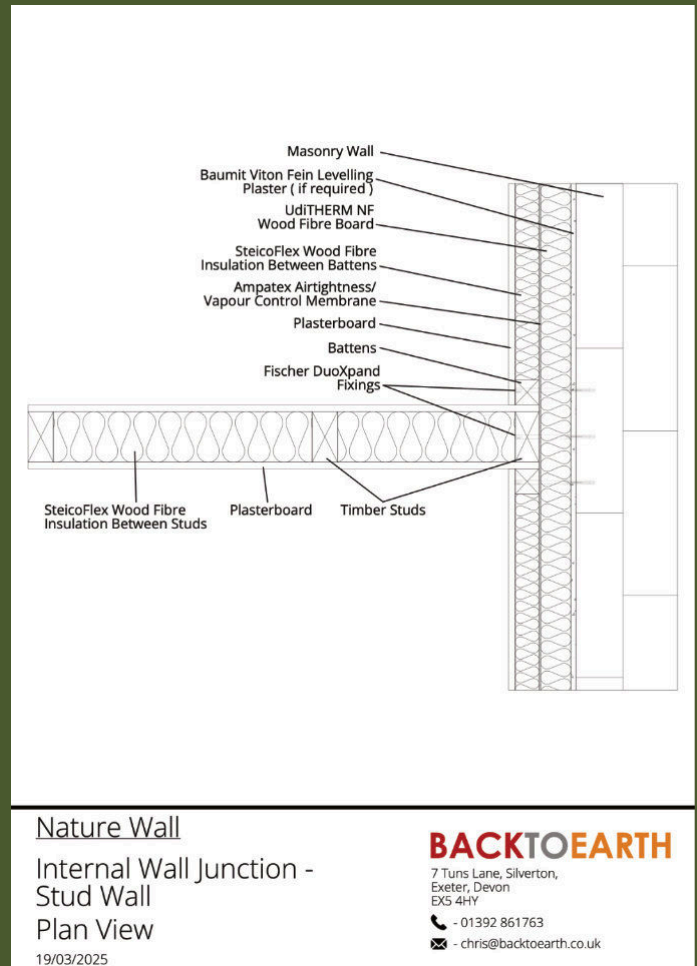 Masonry Wall
Baumit Viton Fein Levelling
Plaster ( if required )
UdiTHERM NF
Wood Fibre Board
SteicoFlex Wood Fibre
Insulation Between Battens
Ampatex Airtightness/
Vapour Control Membrane
Plasterboard
Battens
Fischer DuoXpand
Fixings
SteicoFlex Wood Fibre
Insulation Between Studs
Plasterboard
Timber Studs
Nature Wall
Internal Wall Junction -
Stud Wall
Plan View
19/03/2025
BACKTOEARTH
7 Tuns Lane, Silverton,
Exeter, Devon
EX5 4HY
- 01392 861763
- chris@backtoearth.co.uk